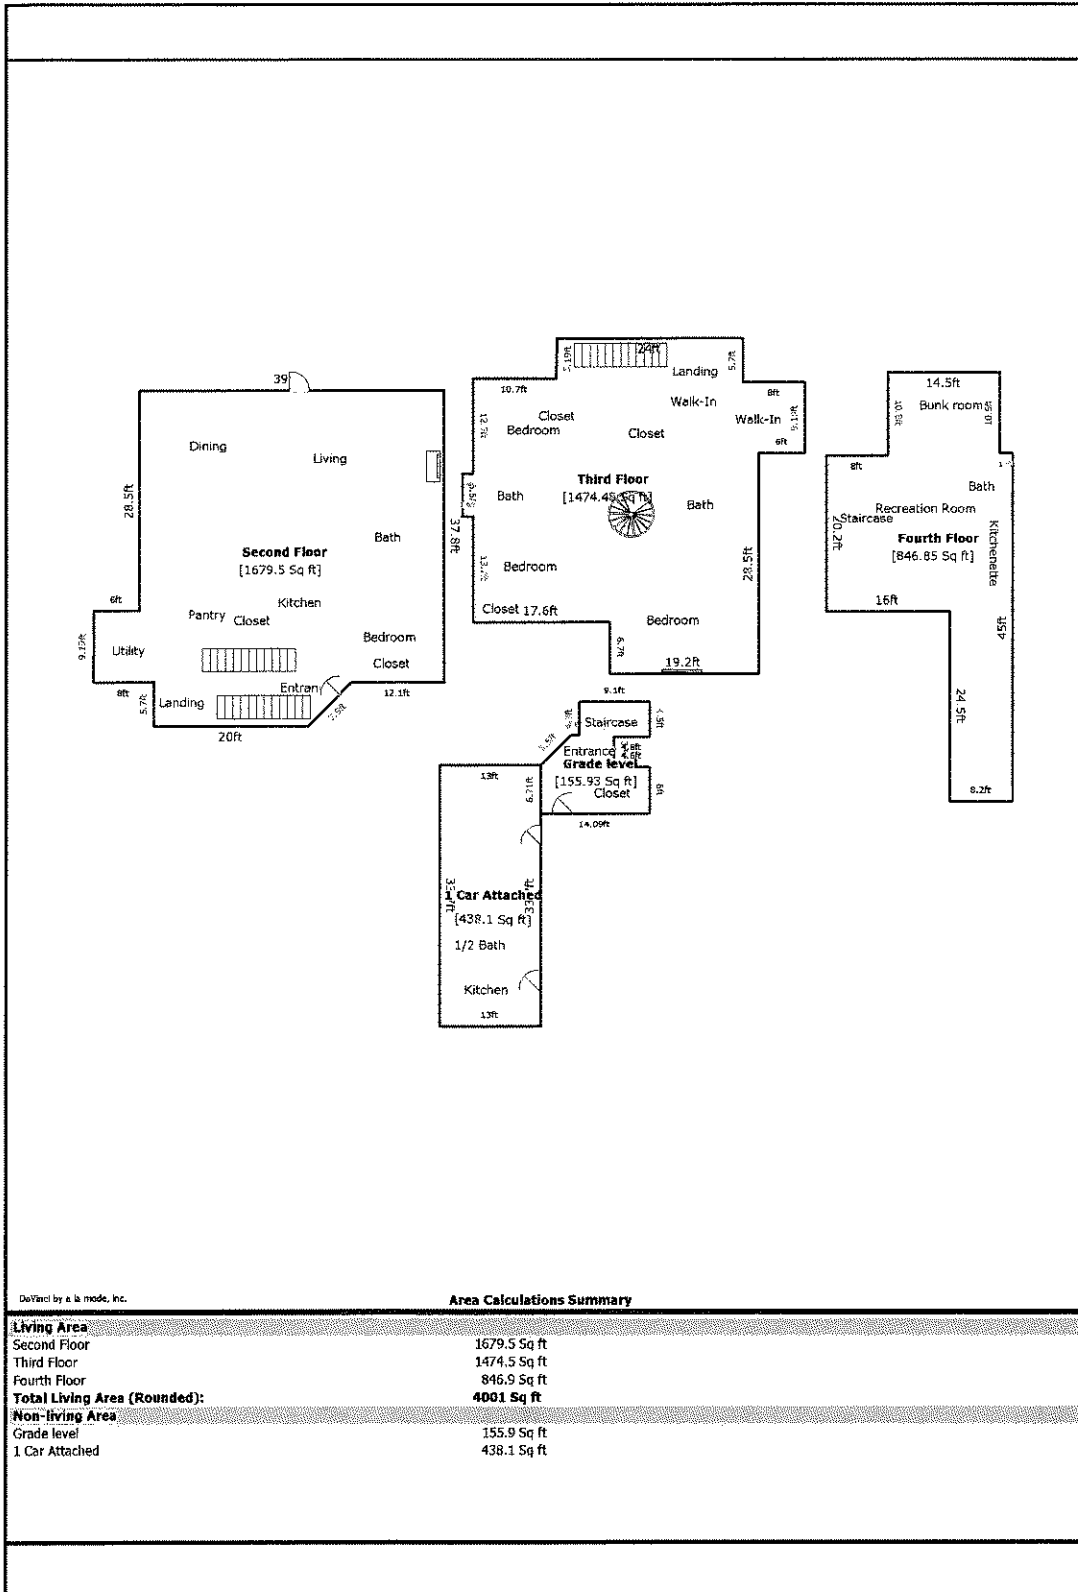 39
Dining
Living
28.5ft
37.8ft
Bath
Second Floor
[1679.5 Sq ft]
6ft
Pantry
Kitchen
Closet
Utility
Bedroom
Closet
8ft
5.7ft
Landing
12.1ft
20ft
24ft
5.19ft
5.7ft
Landing
10.7ft
8ft
Walk-In
Closet
Bedroom
Closet
Walk-In
6ft
Third Floor
Bath
Bath
28.5ft
Bedroom
Closet
17.6ft
Bedroom
6.7ft
19.2ft
14.5ft
Bunk room
8ft
Bath
Recreation Room
Staircase
20.2ft
Fourth Floor
[846.85 Sq ft]
Kitchenette
16ft
45ft
24.5ft
8.2ft
9.1ft
Staircase
Entrance
Grade level
[155.93 Sq ft]
Closet
6.71ft
14.09ft
13ft
1 Car Attached
[438.1 Sq ft]
1/2 Bath
Kitchen
13ft
DaVinci by a la mode, inc.
Area Calculations Summary
Living Area
Second Floor 1679.5 Sq ft
Third Floor 1474.5 Sq ft
Fourth Floor 846.9 Sq ft
Total Living Area (Rounded): 4001 Sq ft
Non-living Area
Grade level 155.9 Sq ft
1 Car Attached 438.1 Sq ft